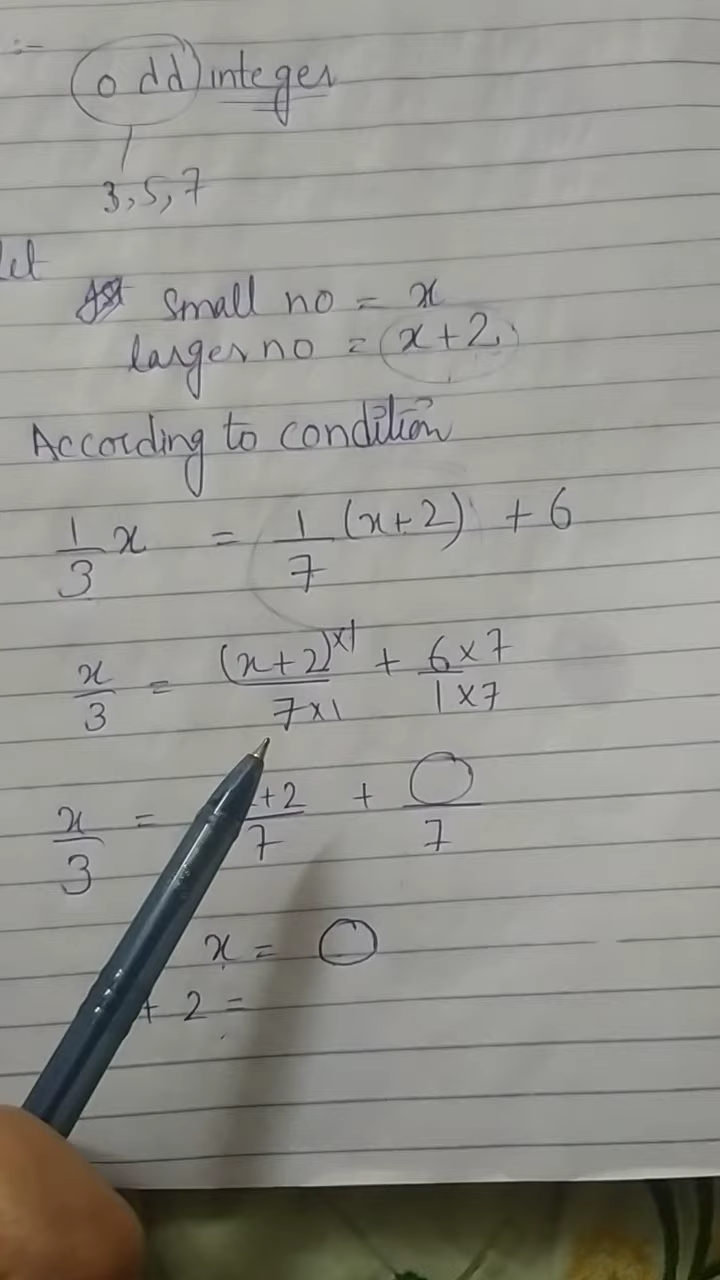 :-
odd integer
3, 5, 7
Let
small no = x
larger no = x+2
According to condition
1/3 x = 1/7 (x+2) + 6
x/3 = (x+2)×1/7×1 + 6×7/1×7
x/3 = +2/7 + ○/7
x = ○
+ 2 =